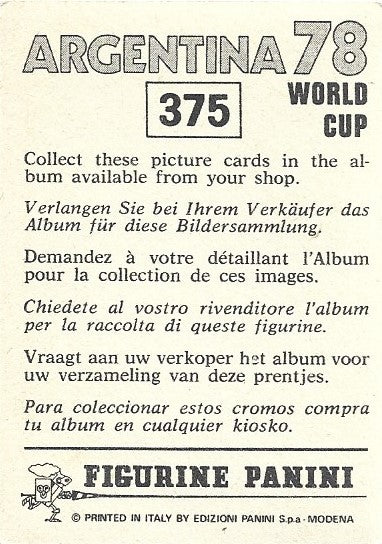 ARGENTINA 78
375
WORLD
CUP
Collect these picture cards in the al-
bum available from your shop.
Verlangen Sie bei Ihrem Verkäufer das
Album für diese Bildersammlung.
Demandez à votre détaillant l'Album
pour la collection de ces images.
Chiedete al vostro rivenditore l'album
per la raccolta di queste figurine.
Vraagt aan uw verkoper het album voor
uw verzameling van deze prentjes.
Para coleccionar estos cromos compra
tu album en cualquier kiosko.
FIGURINE PANINI
© PRINTED IN ITALY BY EDIZIONI PANINI S.p.a - MODENA